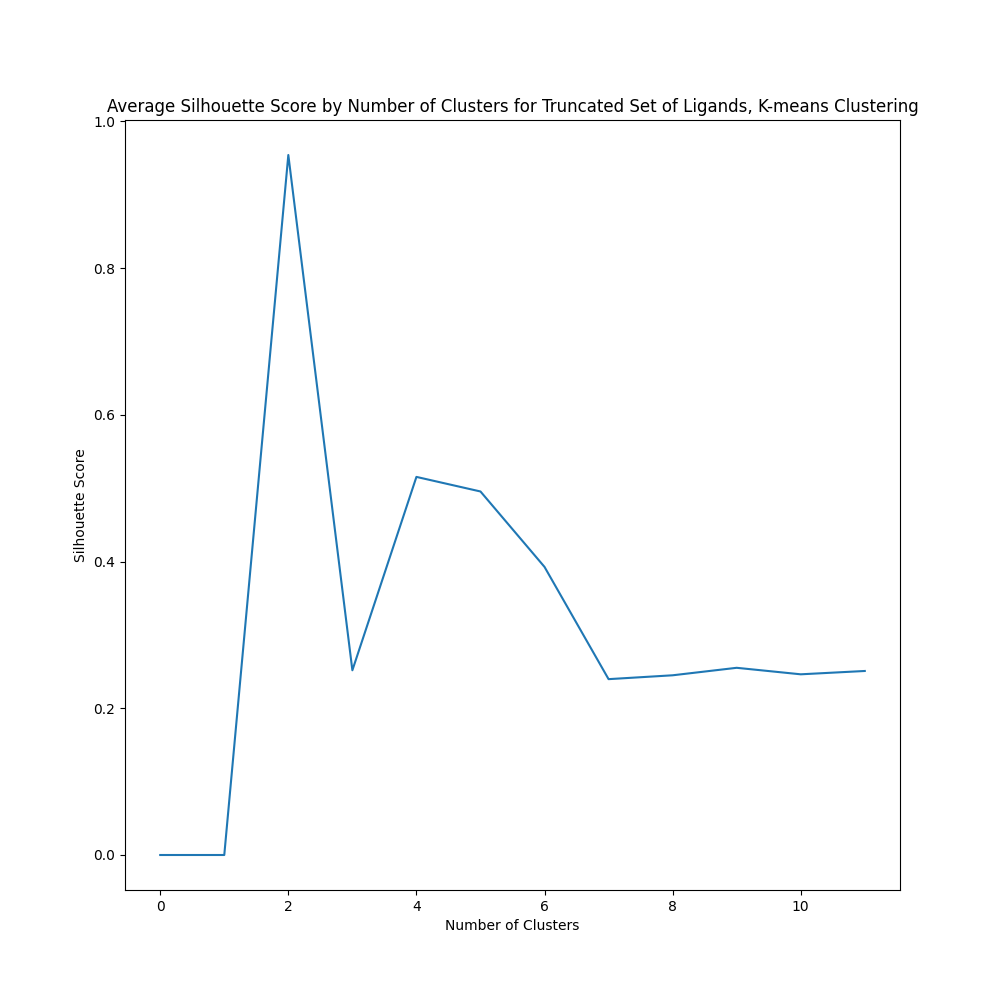 Average Silhouette Score by Number of Clusters for Truncated Set of Ligands, K-means Clustering
1.0
0.8
0.6
0.4
0.2
0.0
Silhouette Score
0 2 4 6 8 10
Number of Clusters